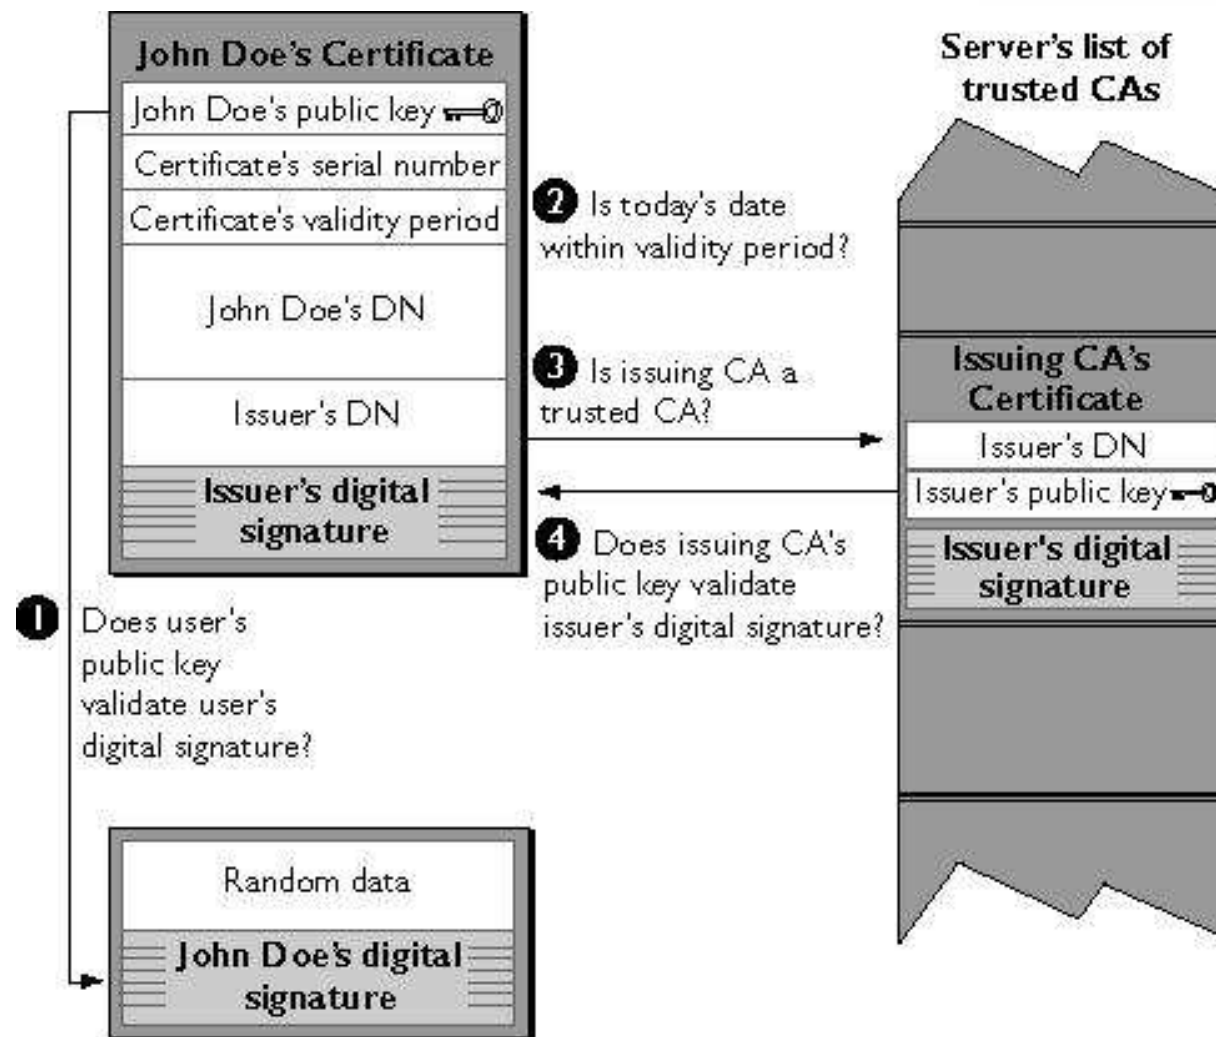 John Doe's Certificate
John Doe's public key
Certificate's serial number
Certificate's validity period
John Doe's DN
Issuer's DN
Issuer's digital
signature
1 Does user's
public key
validate user's
digital signature?
Random data
John Doe's digital
signature
2 Is today's date
within validity period?
3 Is issuing CA a
trusted CA?
4 Does issuing CA's
public key validate
issuer's digital signature?
Server's list of
trusted CAs
Issuing CA's
Certificate
Issuer's DN
Issuer's public key
Issuer's digital
signature